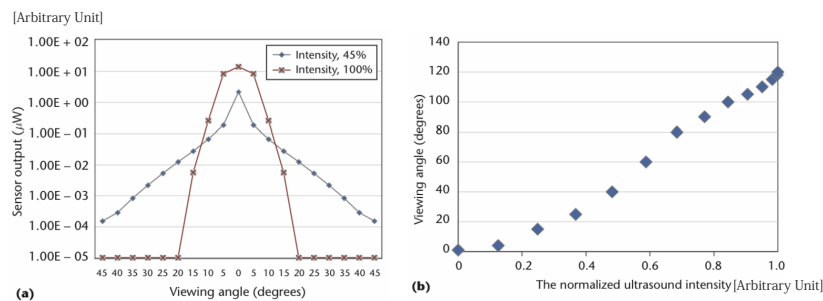 [Arbitrary Unit]
1.00E + 02
1.00E + 01
1.00E + 00
1.00E – 01
1.00E – 02
1.00E – 03
1.00E – 04
1.00E – 05
Sensor output (μW)
Intensity, 45%
Intensity, 100%
45 40 35 30 25 20 15 10 5 0 5 10 15 20 25 30 35 40 45
Viewing angle (degrees)
(a)
140
120
100
80
60
40
20
0
Viewing angle (degrees)
0 0.2 0.4 0.6 0.8 1.0
The normalized ultrasound intensity [Arbitrary Unit]
(b)